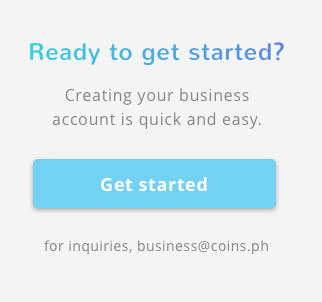 Ready to get started?
Creating your business
account is quick and easy.
Get started
for inquiries, business@coins.ph